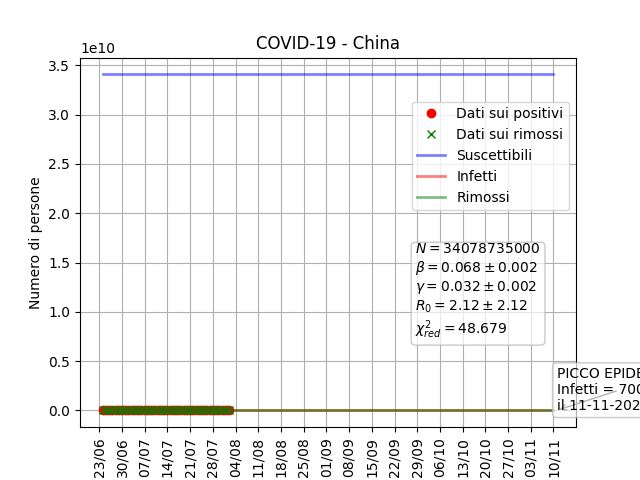 COVID-19 - China
1e10
3.5
3.0
2.5
2.0
1.5
1.0
0.5
0.0
Numero di persone
Dati sui positivi
Dati sui rimossi
Suscettibili
Infetti
Rimossi
N = 34078735000
β = 0.068 ± 0.002
γ = 0.032 ± 0.002
R₀ = 2.12 ± 2.12
χ²red = 48.679
PICCO EPIDE
Infetti = 700
il 11-11-202
23/06
30/06
07/07
14/07
21/07
28/07
04/08
11/08
18/08
25/08
01/09
08/09
15/09
22/09
29/09
06/10
13/10
20/10
27/10
03/11
10/11